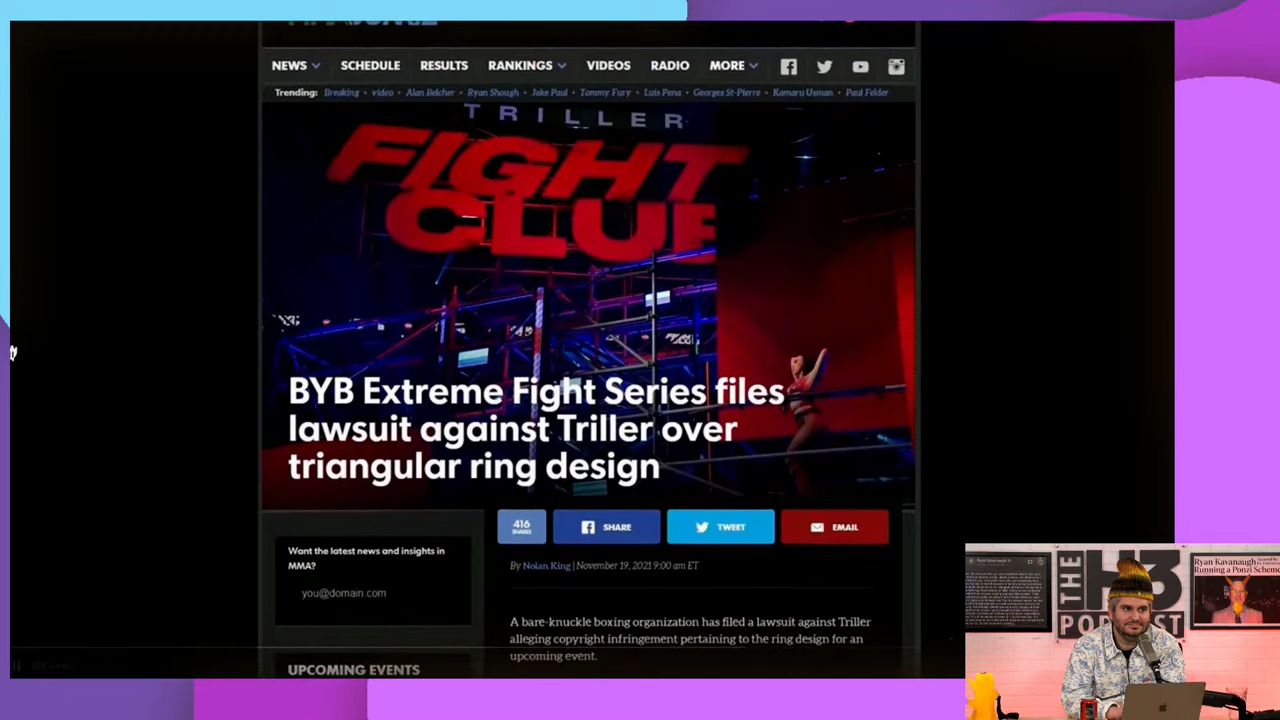 NEWS SCHEDULE RESULTS RANKINGS VIDEOS RADIO MORE
Trending: Breaking • video • Alan Belcher • Ryan Shough • Jake Paul • Tommy Fury • Luis Pena • Georges St-Pierre • Kamaru Usman • Paul Felder
TRILLER
FIGHT
CLUB
BYB Extreme Fight Series files
lawsuit against Triller over
triangular ring design
416
SHARES
SHARE
TWEET
EMAIL
Want the latest news and insights in
MMA?
you@domain.com
By Nolan King | November 19, 2021 9:00 am ET
A bare-knuckle boxing organization has filed a lawsuit against Triller
alleging copyright infringement pertaining to the ring design for an
upcoming event.
UPCOMING EVENTS
THE
H3
PODCAST
Ryan Kavanaugh
Running a Ponzi Scheme